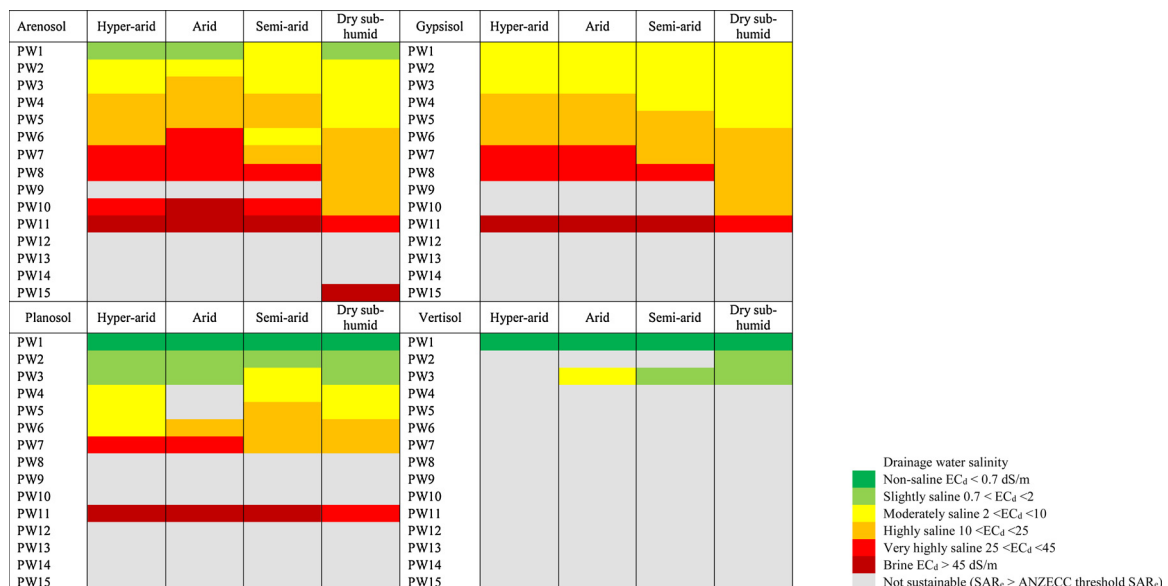 Arenosol Hyper-arid Arid Semi-arid Dry sub-humid Gypsisol Hyper-arid Arid Semi-arid Dry sub-humid
PW1 PW1
PW2 PW2
PW3 PW3
PW4 PW4
PW5 PW5
PW6 PW6
PW7 PW7
PW8 PW8
PW9 PW9
PW10 PW10
PW11 PW11
PW12 PW12
PW13 PW13
PW14 PW14
PW15 PW15
Planosol Hyper-arid Arid Semi-arid Dry sub-humid Vertisol Hyper-arid Arid Semi-arid Dry sub-humid
PW1 PW1
PW2 PW2
PW3 PW3
PW4 PW4
PW5 PW5
PW6 PW6
PW7 PW7
PW8 PW8
PW9 PW9
PW10 PW10
PW11 PW11
PW12 PW12
PW13 PW13
PW14 PW14
PW15 PW15
Drainage water salinity
Non-saline ECd < 0.7 dS/m
Slightly saline 0.7 < ECd <2
Moderately saline 2 <ECd <10
Highly saline 10 <ECd <25
Very highly saline 25 <ECd <45
Brine ECd > 45 dS/m
Not sustainable (SARe > ANZECC threshold SARe)